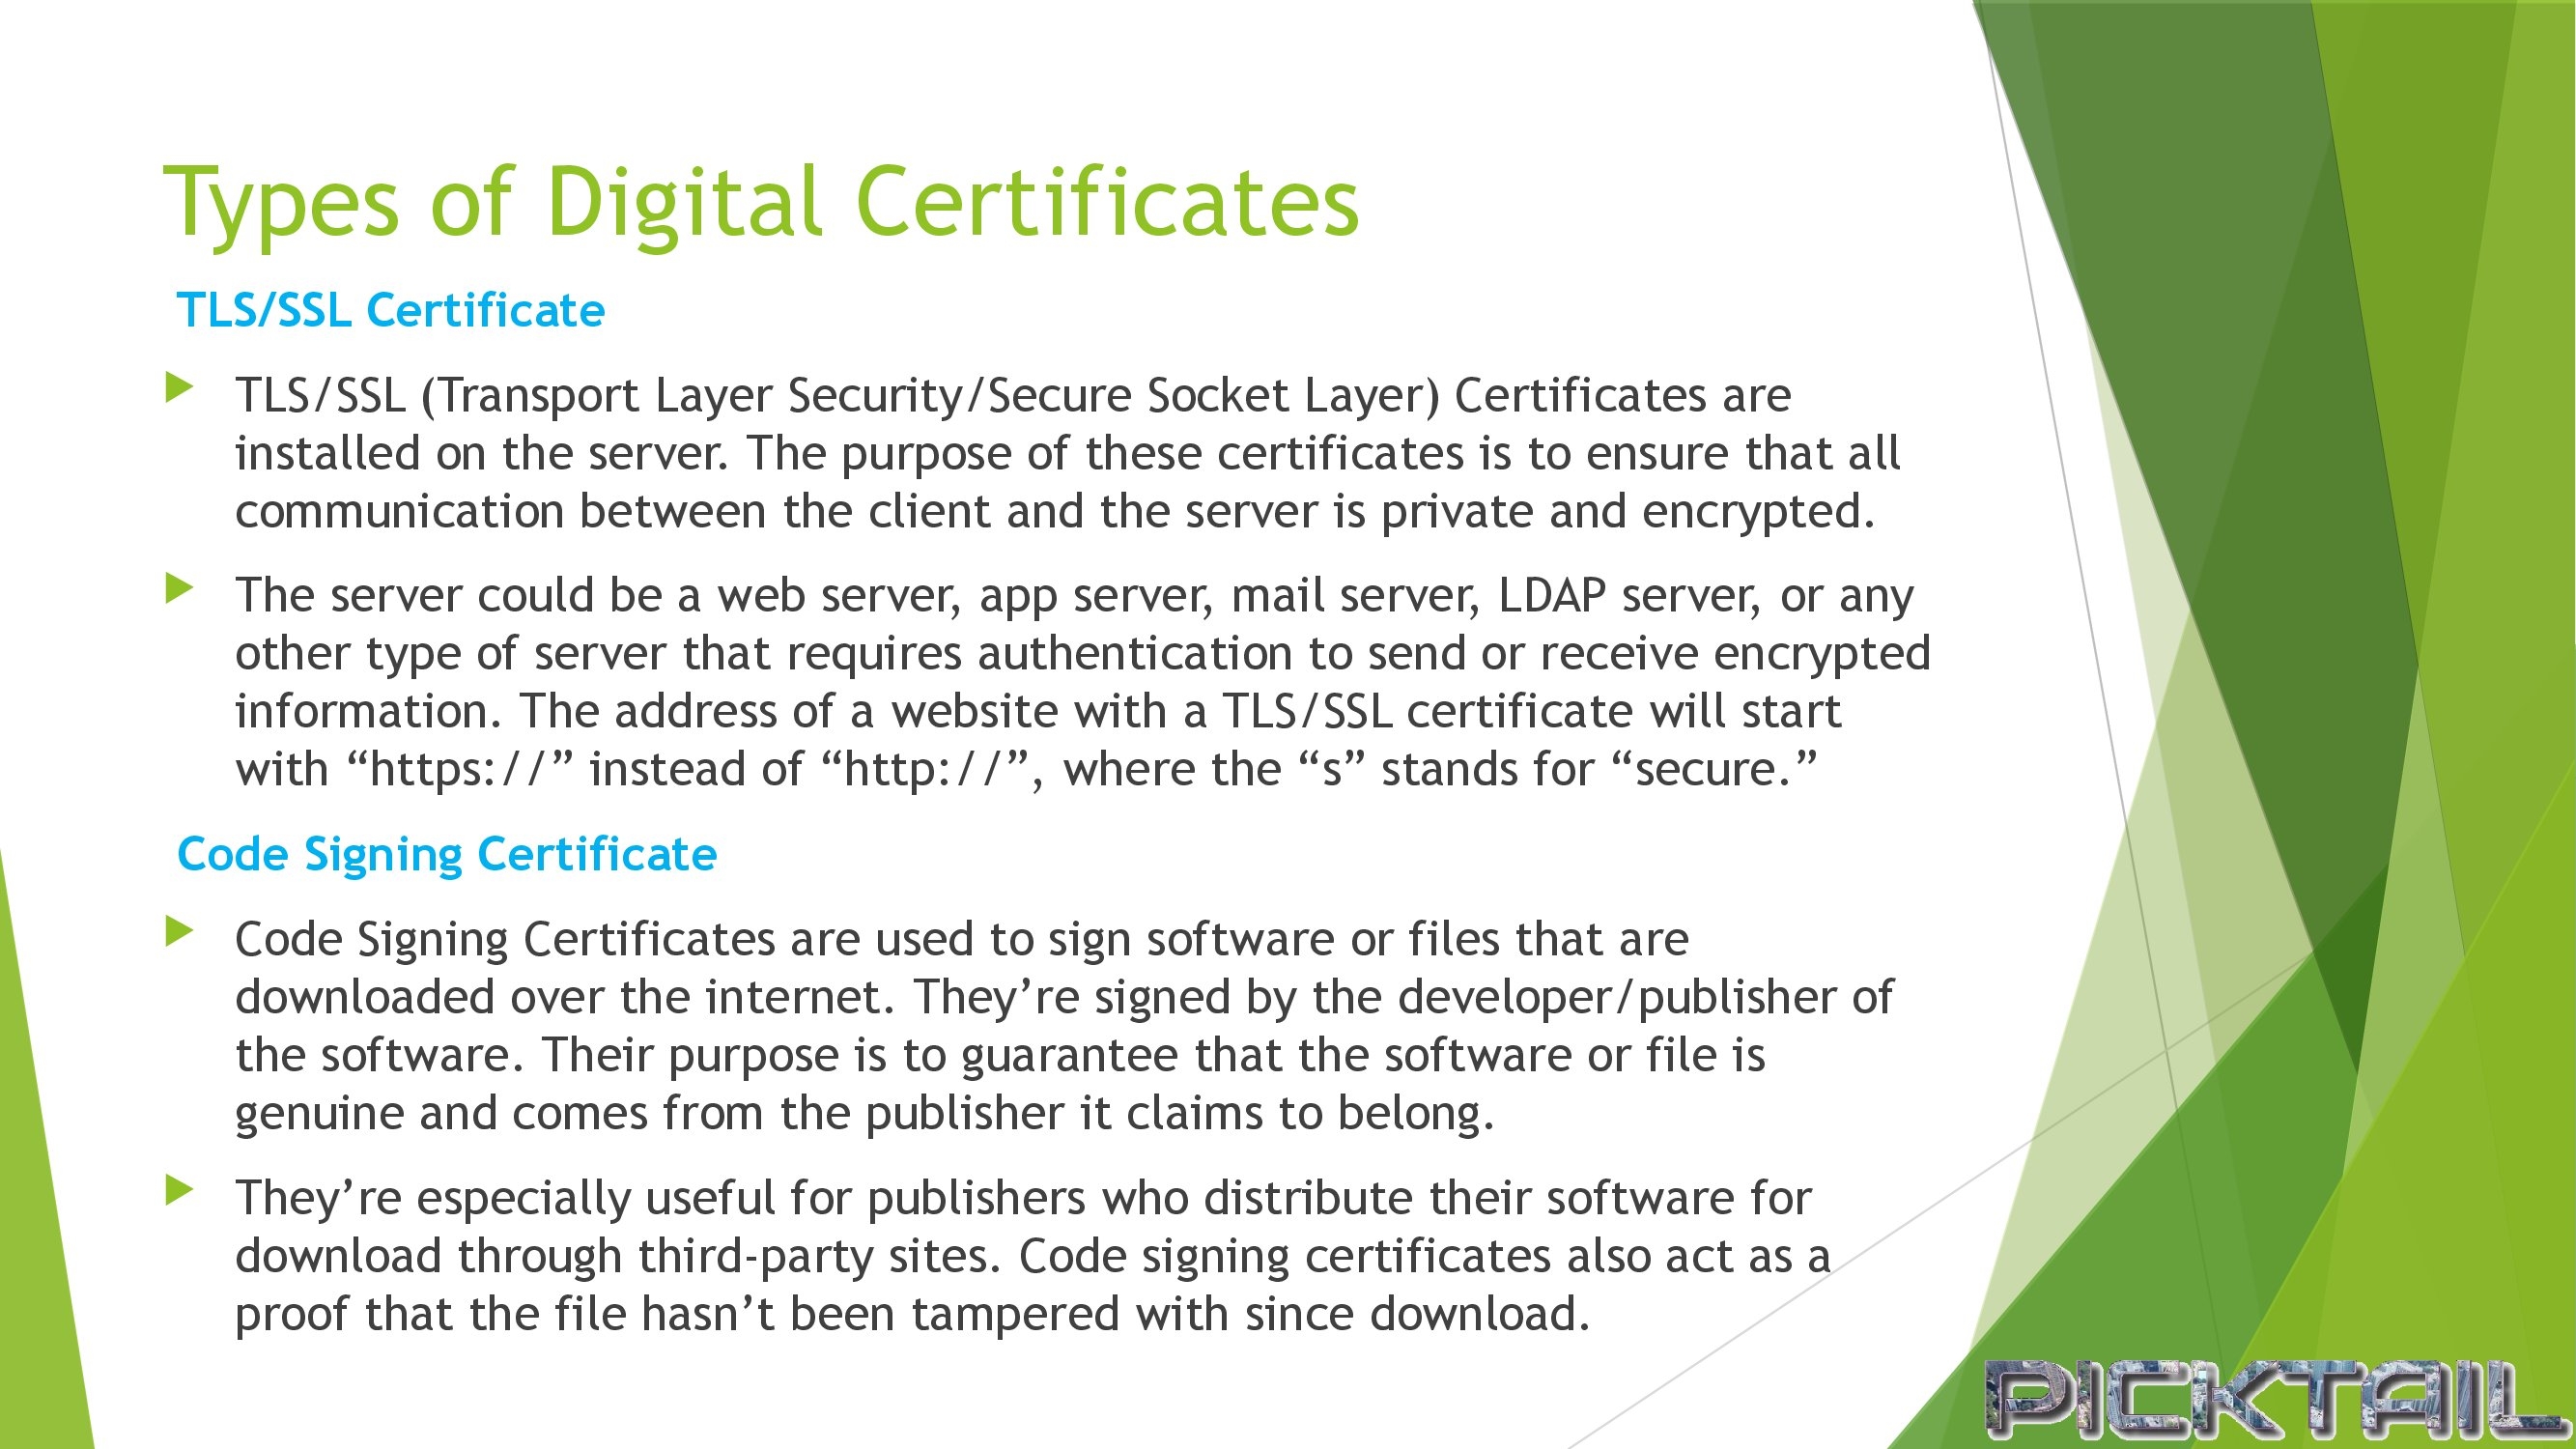 Types of Digital Certificates
TLS/SSL Certificate
TLS/SSL (Transport Layer Security/Secure Socket Layer) Certificates are
installed on the server. The purpose of these certificates is to ensure that all
communication between the client and the server is private and encrypted.
The server could be a web server, app server, mail server, LDAP server, or any
other type of server that requires authentication to send or receive encrypted
information. The address of a website with a TLS/SSL certificate will start
with “https://” instead of “http://”, where the “s” stands for “secure.”
Code Signing Certificate
Code Signing Certificates are used to sign software or files that are
downloaded over the internet. They’re signed by the developer/publisher of
the software. Their purpose is to guarantee that the software or file is
genuine and comes from the publisher it claims to belong.
They’re especially useful for publishers who distribute their software for
download through third-party sites. Code signing certificates also act as a
proof that the file hasn’t been tampered with since download.
PICKTAIL